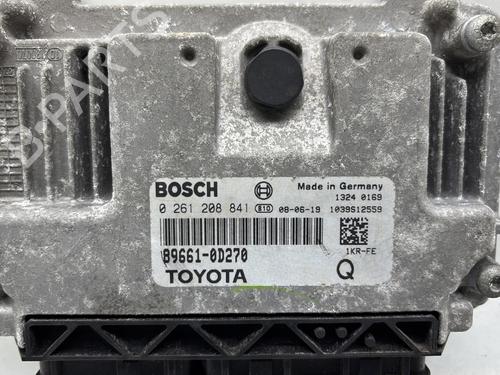 B-PARTS
BOSCH
Made in Germany
1324 0169
0 261 208 841 810 08-06-19 1039S12559
89661-0D270
1KR-FE
TOYOTA
Q